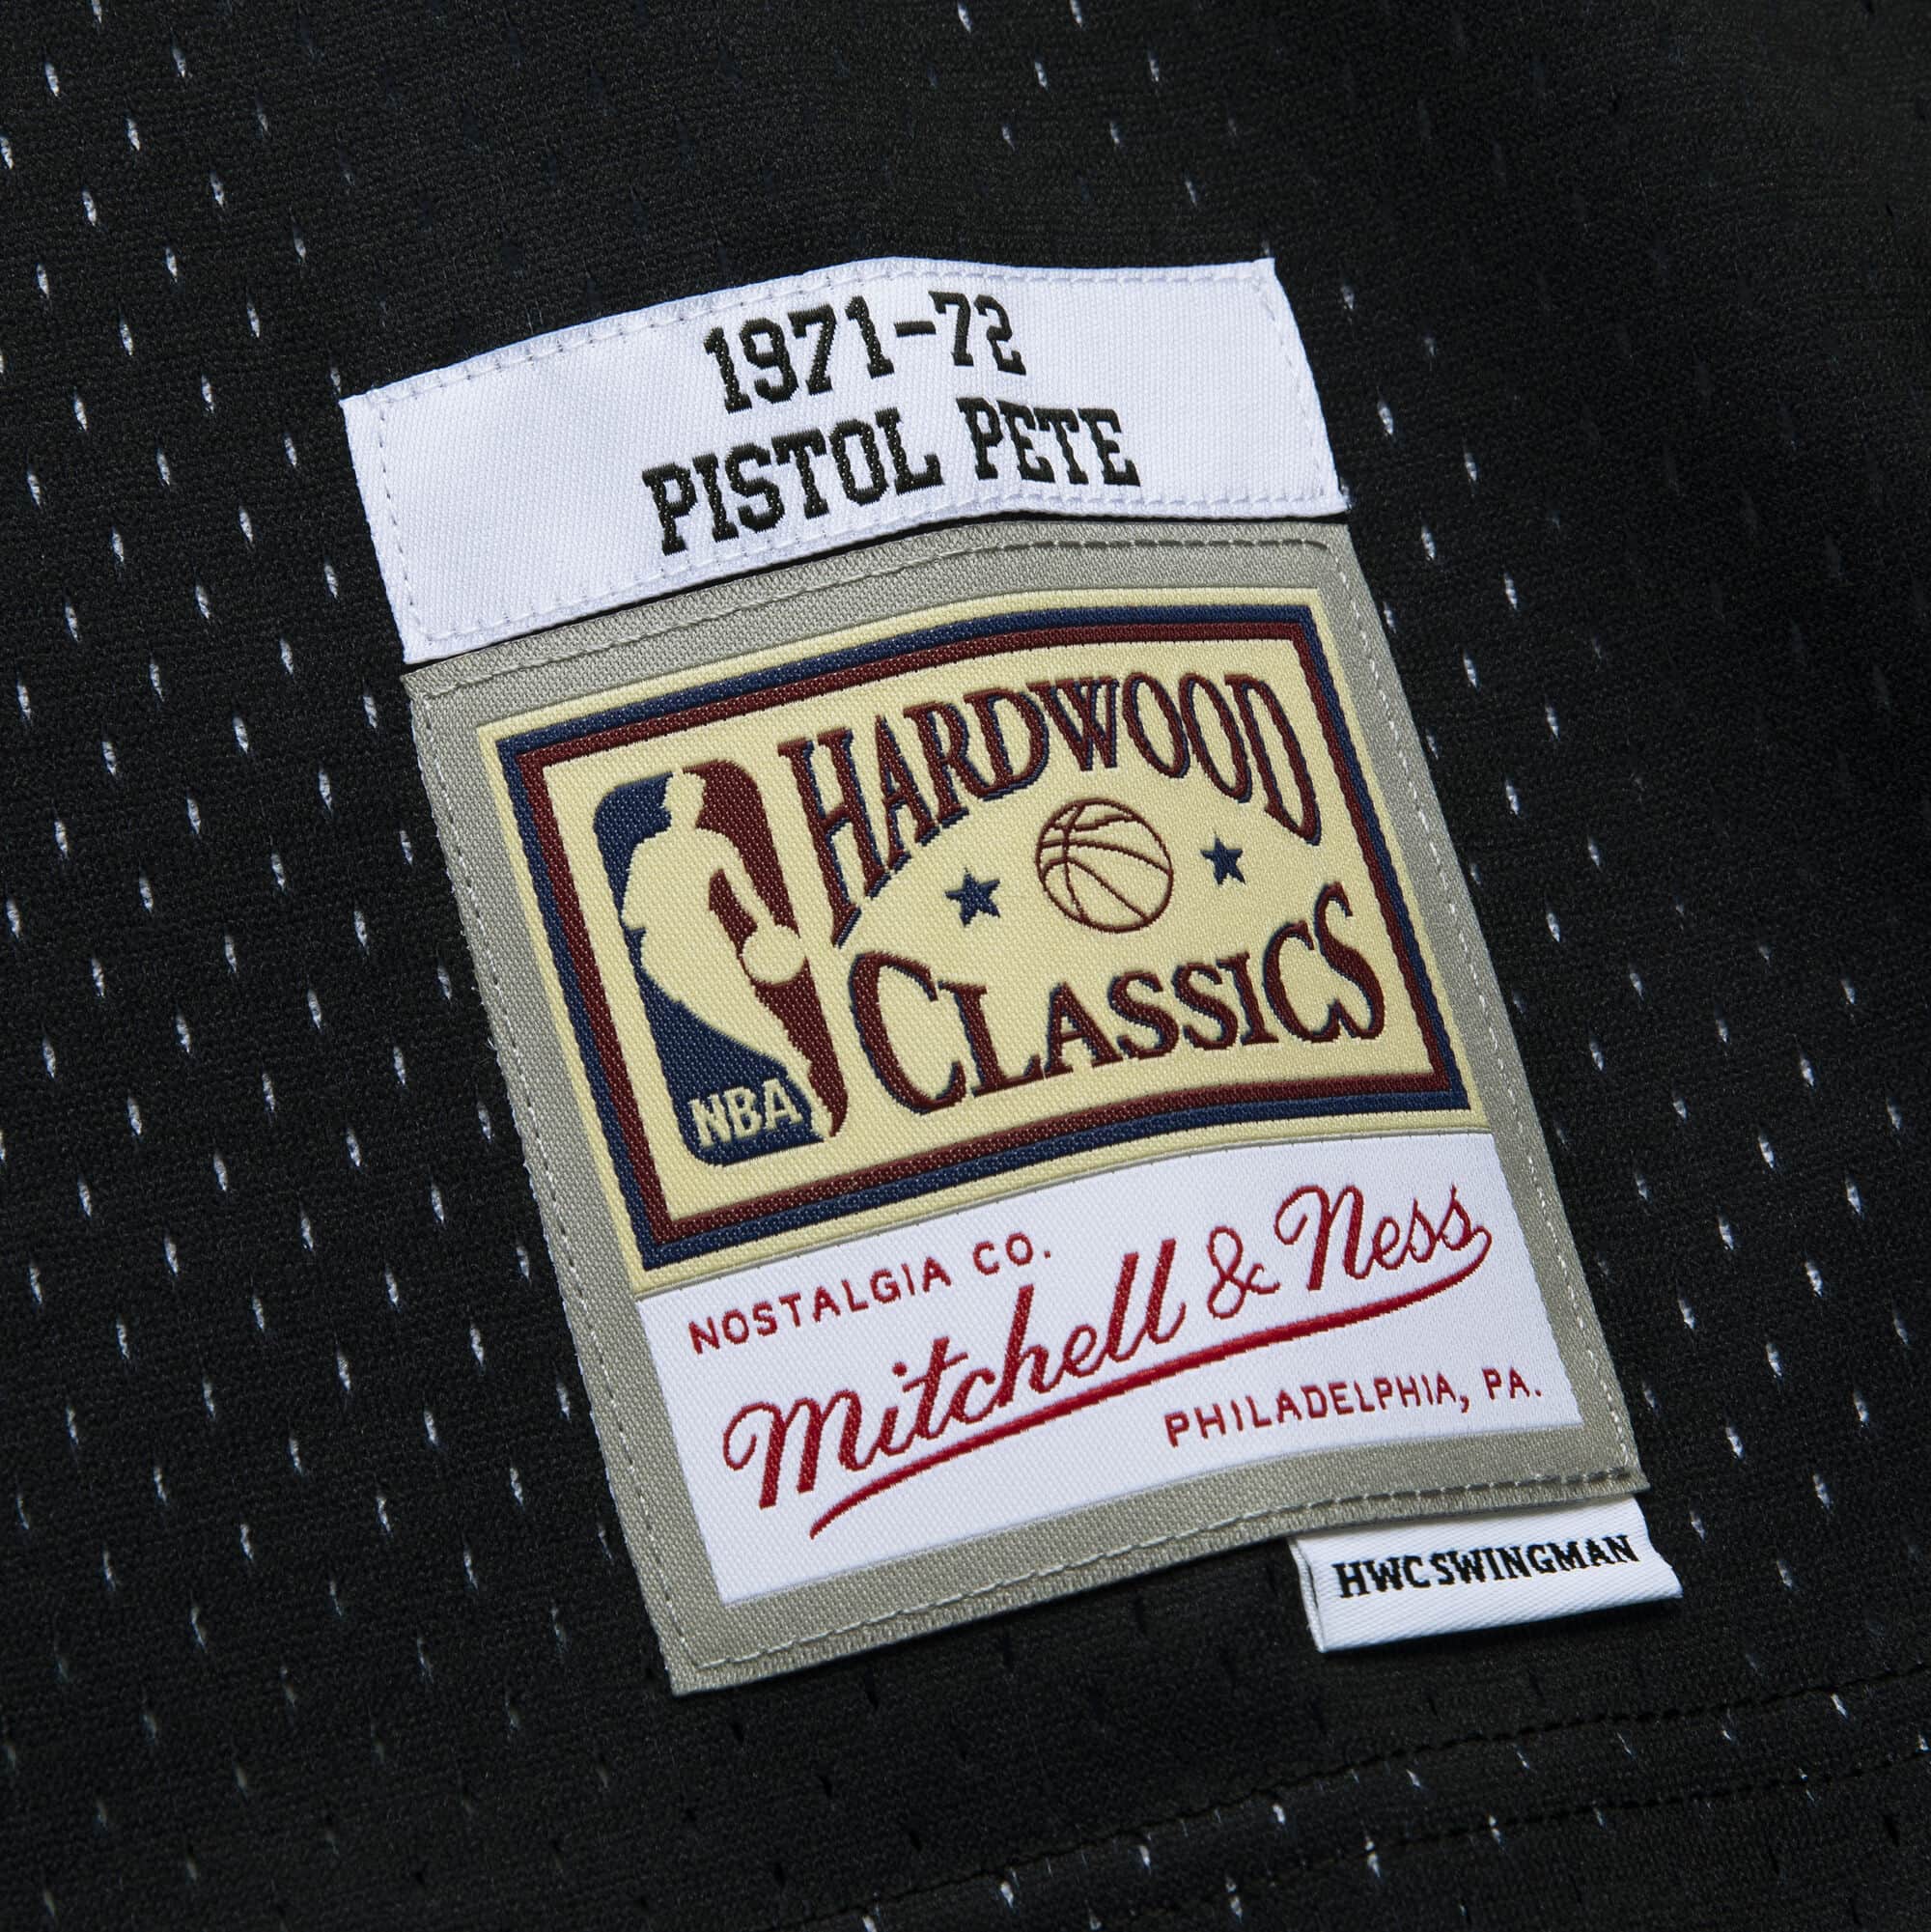 1971-72
PISTOL PETE
HARDWOOD
CLASSICS
NBA
NOSTALGIA CO.
Mitchell & Ness
PHILADELPHIA, PA.
HWC SWINGMAN